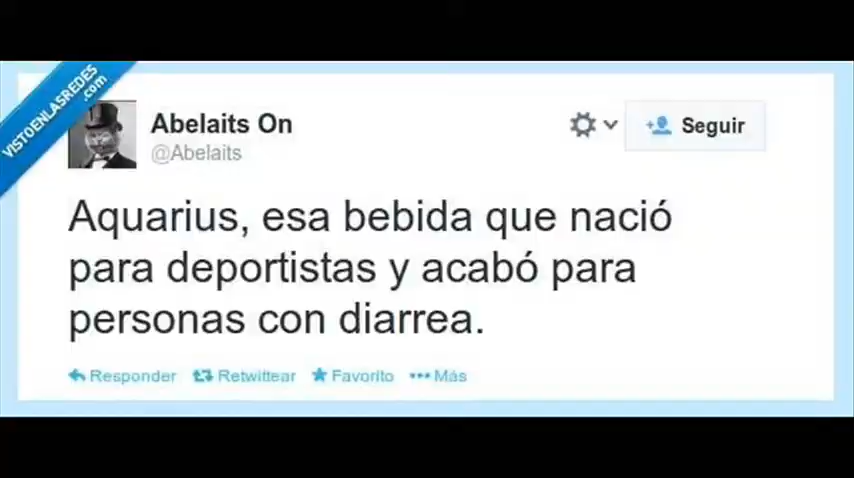 VISTOENLASREDES
.com
Abelaits On
@Abelaits
Seguir
Aquarius, esa bebida que nació
para deportistas y acabó para
personas con diarrea.
Responder Retwittear Favorito Más